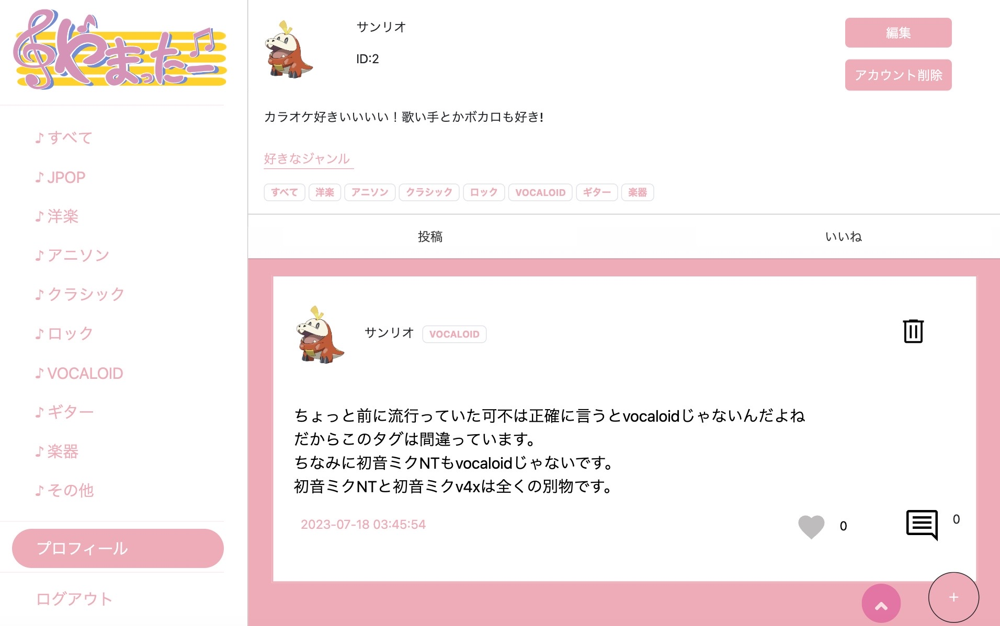 やまったー
♪すべて
♪JPOP
♪洋楽
♪アニソン
♪クラシック
♪ロック
♪VOCALOID
♪ギター
♪楽器
♪その他
プロフィール
ログアウト
サンリオ
ID:2
編集
アカウント削除
カラオケ好きいいいい！歌い手とかボカロも好き!
好きなジャンル
すべて 洋楽 アニソン クラシック ロック VOCALOID ギター 楽器
投稿 いいね
サンリオ VOCALOID
ちょっと前に流行っていた可不は正確に言うとvocaloidじゃないんだよね
だからこのタグは間違っています。
ちなみに初音ミクNTもvocaloidじゃないです。
初音ミクNTと初音ミクv4xは全くの別物です。
2023-07-18 03:45:54 0 0
+